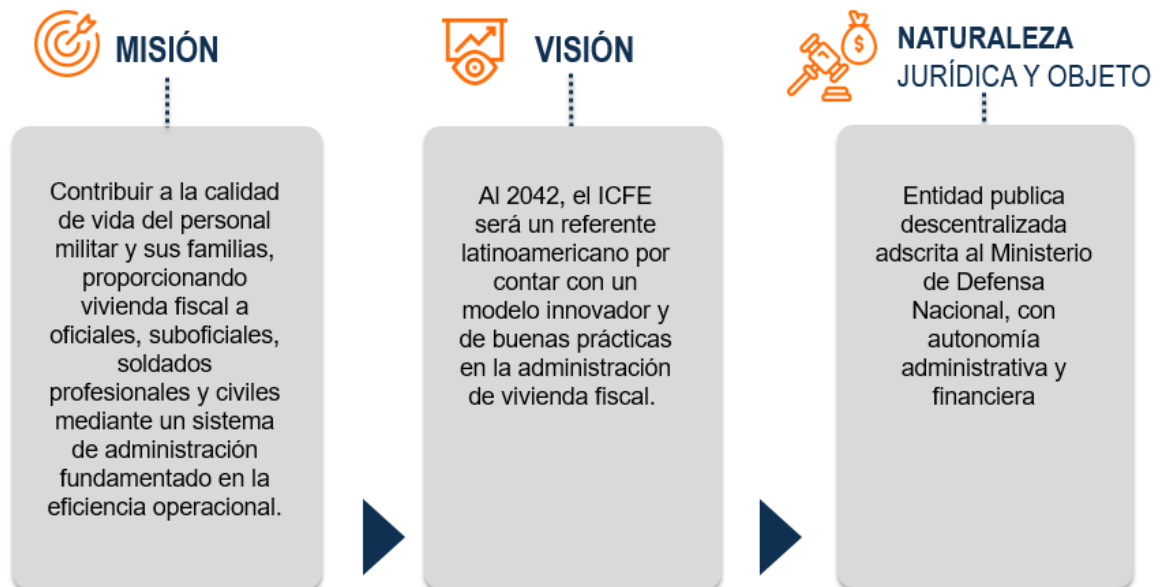 MISIÓN
Contribuir a la calidad
de vida del personal
militar y sus familias,
proporcionando
vivienda fiscal a
oficiales, suboficiales,
soldados
profesionales y civiles
mediante un sistema
de administración
fundamentado en la
eficiencia operacional.
VISIÓN
Al 2042, el ICFE
será un referente
latinoamericano por
contar con un
modelo innovador y
de buenas prácticas
en la administración
de vivienda fiscal.
NATURALEZA
JURÍDICA Y OBJETO
Entidad publica
descentralizada
adscrita al Ministerio
de Defensa
Nacional, con
autonomía
administrativa y
financiera